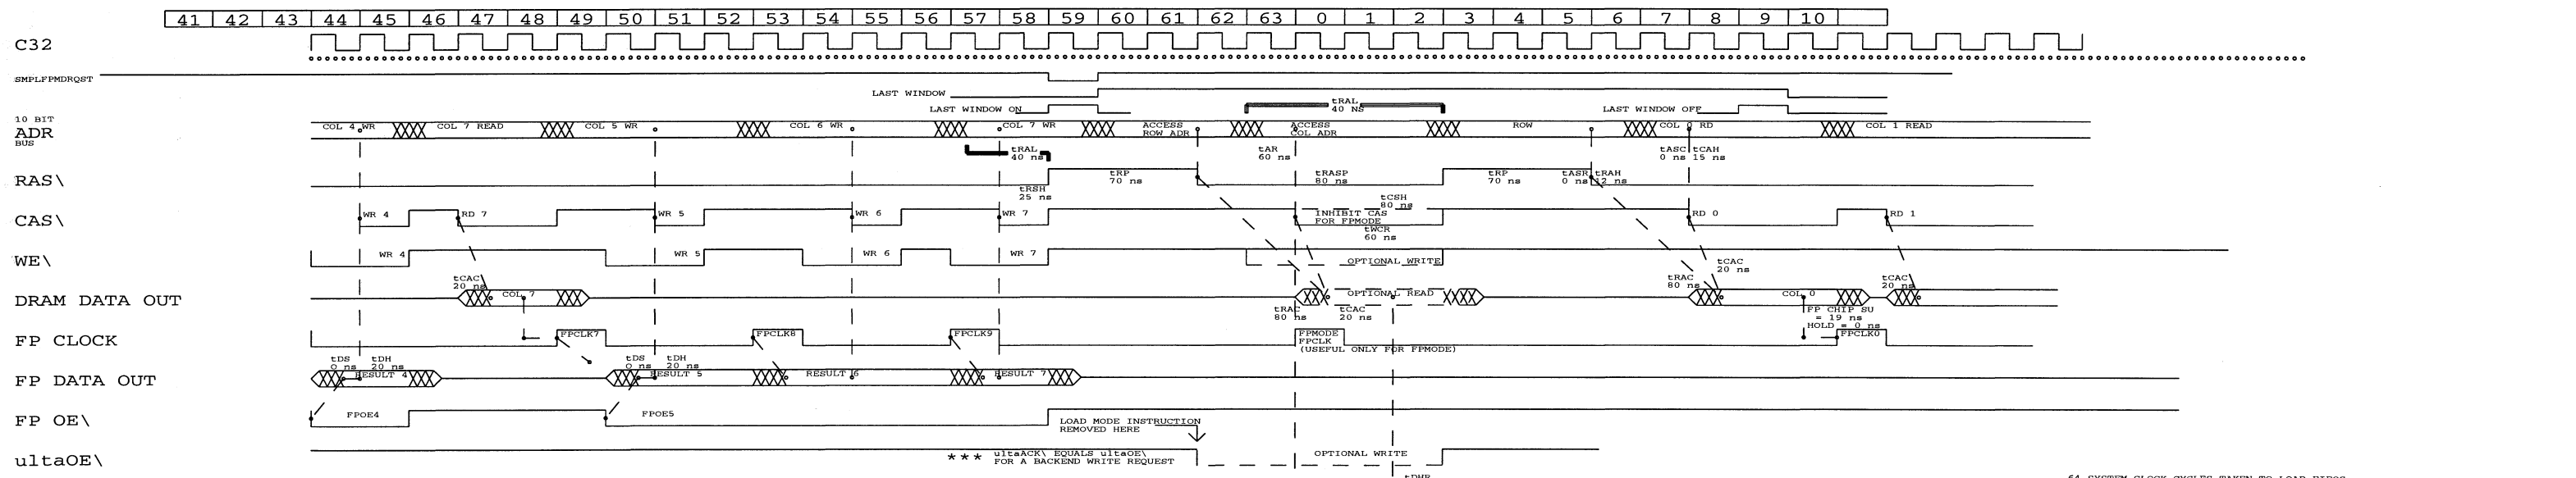 41 42 43 44 45 46 47 48 49 50 51 52 53 54 55 56 57 58 59 60 61 62 63 0 1 2 3 4 5 6 7 8 9 10
C32
SMPLFPMDRQST
LAST WINDOW
LAST WINDOW ON
tRAL
40 NS
LAST WINDOW OFF
10 BIT
ADR
BUS
COL 4 WR
COL 7 READ
COL 5 WR
COL 6 WR
COL 7 WR
ACCESS
ROW ADR
ACCESS
COL ADR
ROW
COL 0 RD
COL 1 READ
tRAL
40 ns
tAR
60 ns
tASC tCAH
0 ns 15 ns
RAS\
tRSH
25 ns
tRP
70 ns
tRASP
80 ns
tRP
70 ns
tASR tRAH
0 ns 12 ns
tCSH
80 ns
CAS\
WR 4
RD 7
WR 5
WR 6
WR 7
INHIBIT CAS
FOR FPMODE
RD 0
RD 1
tWCR
60 ns
WE\
WR 4
WR 5
WR 6
WR 7
OPTIONAL WRITE
tCAC
20 ns
tRAC
80 ns
tCAC
20 ns
tCAC
20 ns
DRAM DATA OUT
COL 7
OPTIONAL READ
COL 0
tRAC
80 ns
tCAC
20 ns
FP CHIP SU
= 19 ns
HOLD = 0 ns
FP CLOCK
FPCLK7
FPCLK8
FPCLK9
FPMODE
FPCLK
(USEFUL ONLY FOR FPMODE)
FPCLK0
tDS tDH
0 ns 20 ns
tDS tDH
0 ns 20 ns
FP DATA OUT
RESULT 4
RESULT 5
RESULT 6
RESULT 7
FP OE\
FPOE4
FPOE5
LOAD MODE INSTRUCTION
REMOVED HERE
ultaOE\
*** ultaACK\ EQUALS ultaOE\
FOR A BACKEND WRITE REQUEST
OPTIONAL WRITE
tDHR
64 SYSTEM CLOCK CYCLES TAKEN TO LOAD